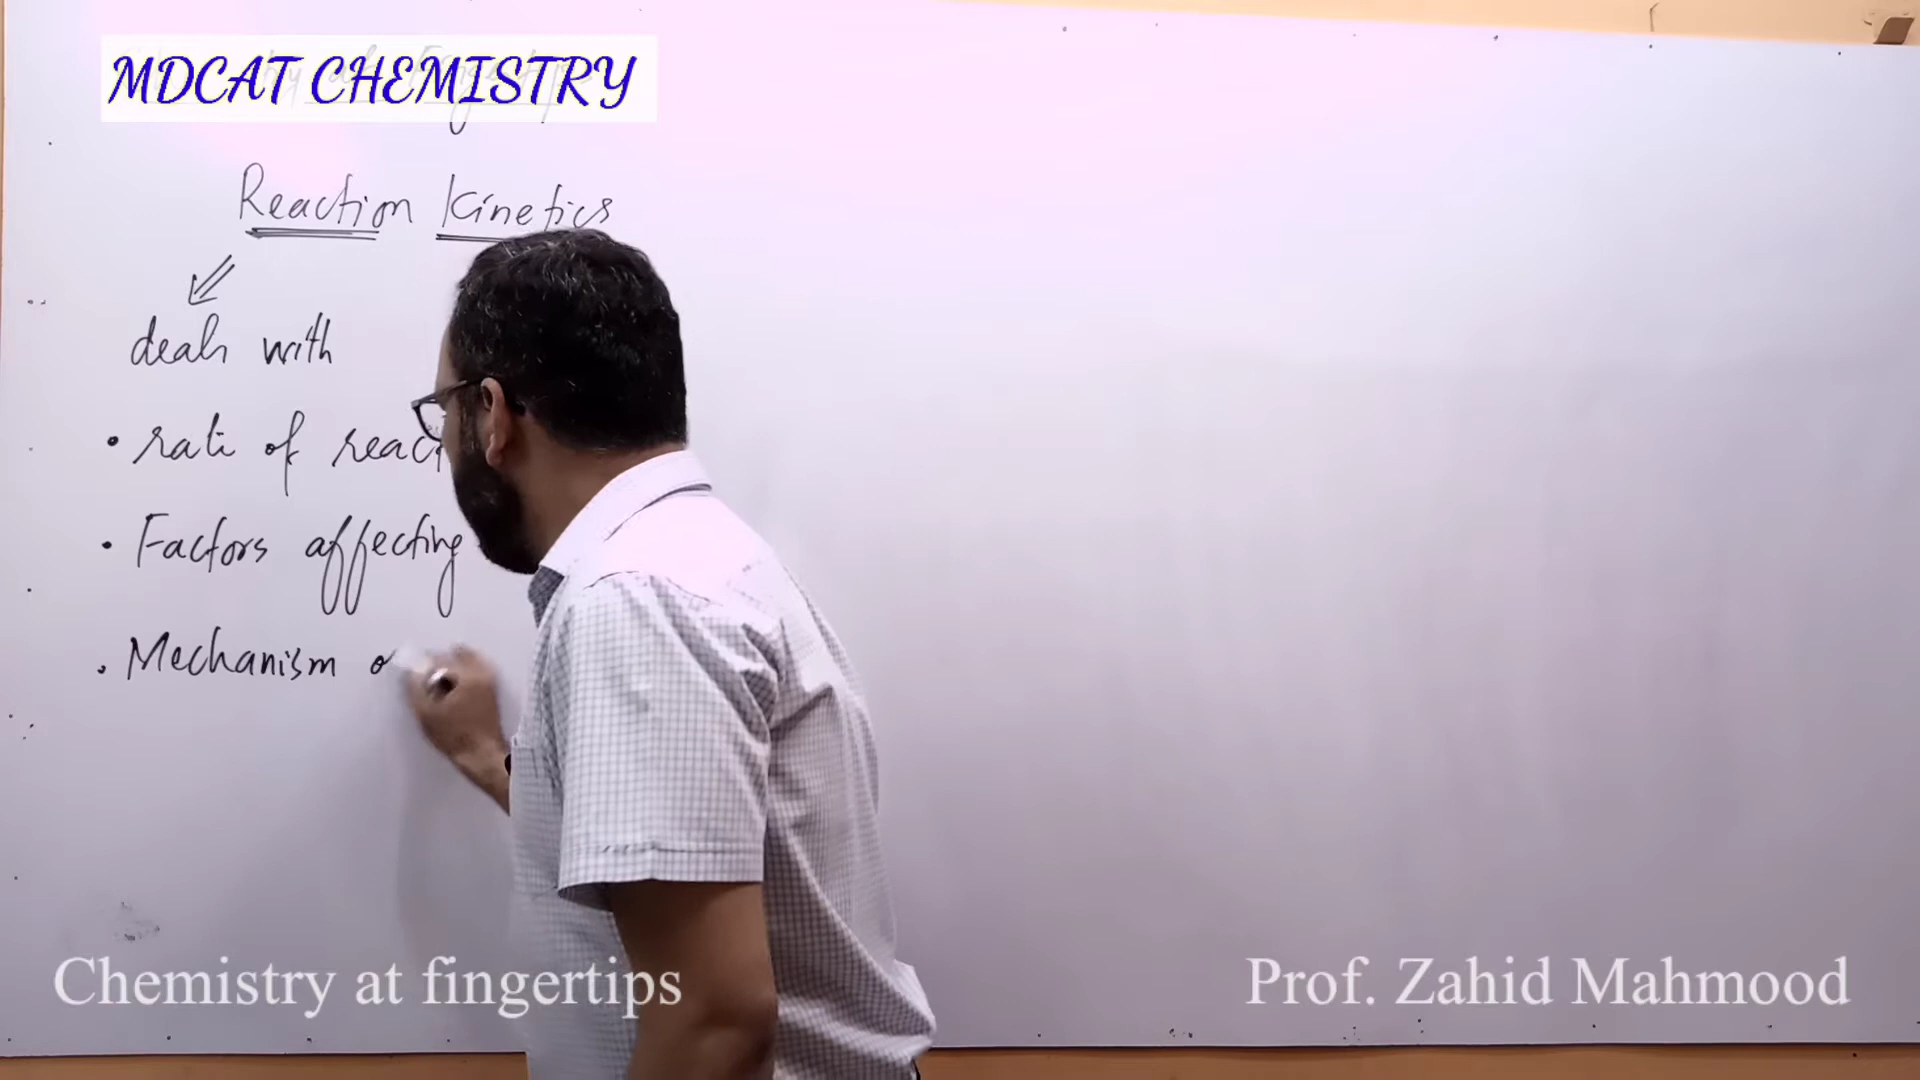 MDCAT CHEMISTRY
Reaction Kinetics
deals with
• rate of react
• Factors affecting
• Mechanism o
Chemistry at fingertips
Prof. Zahid Mahmood